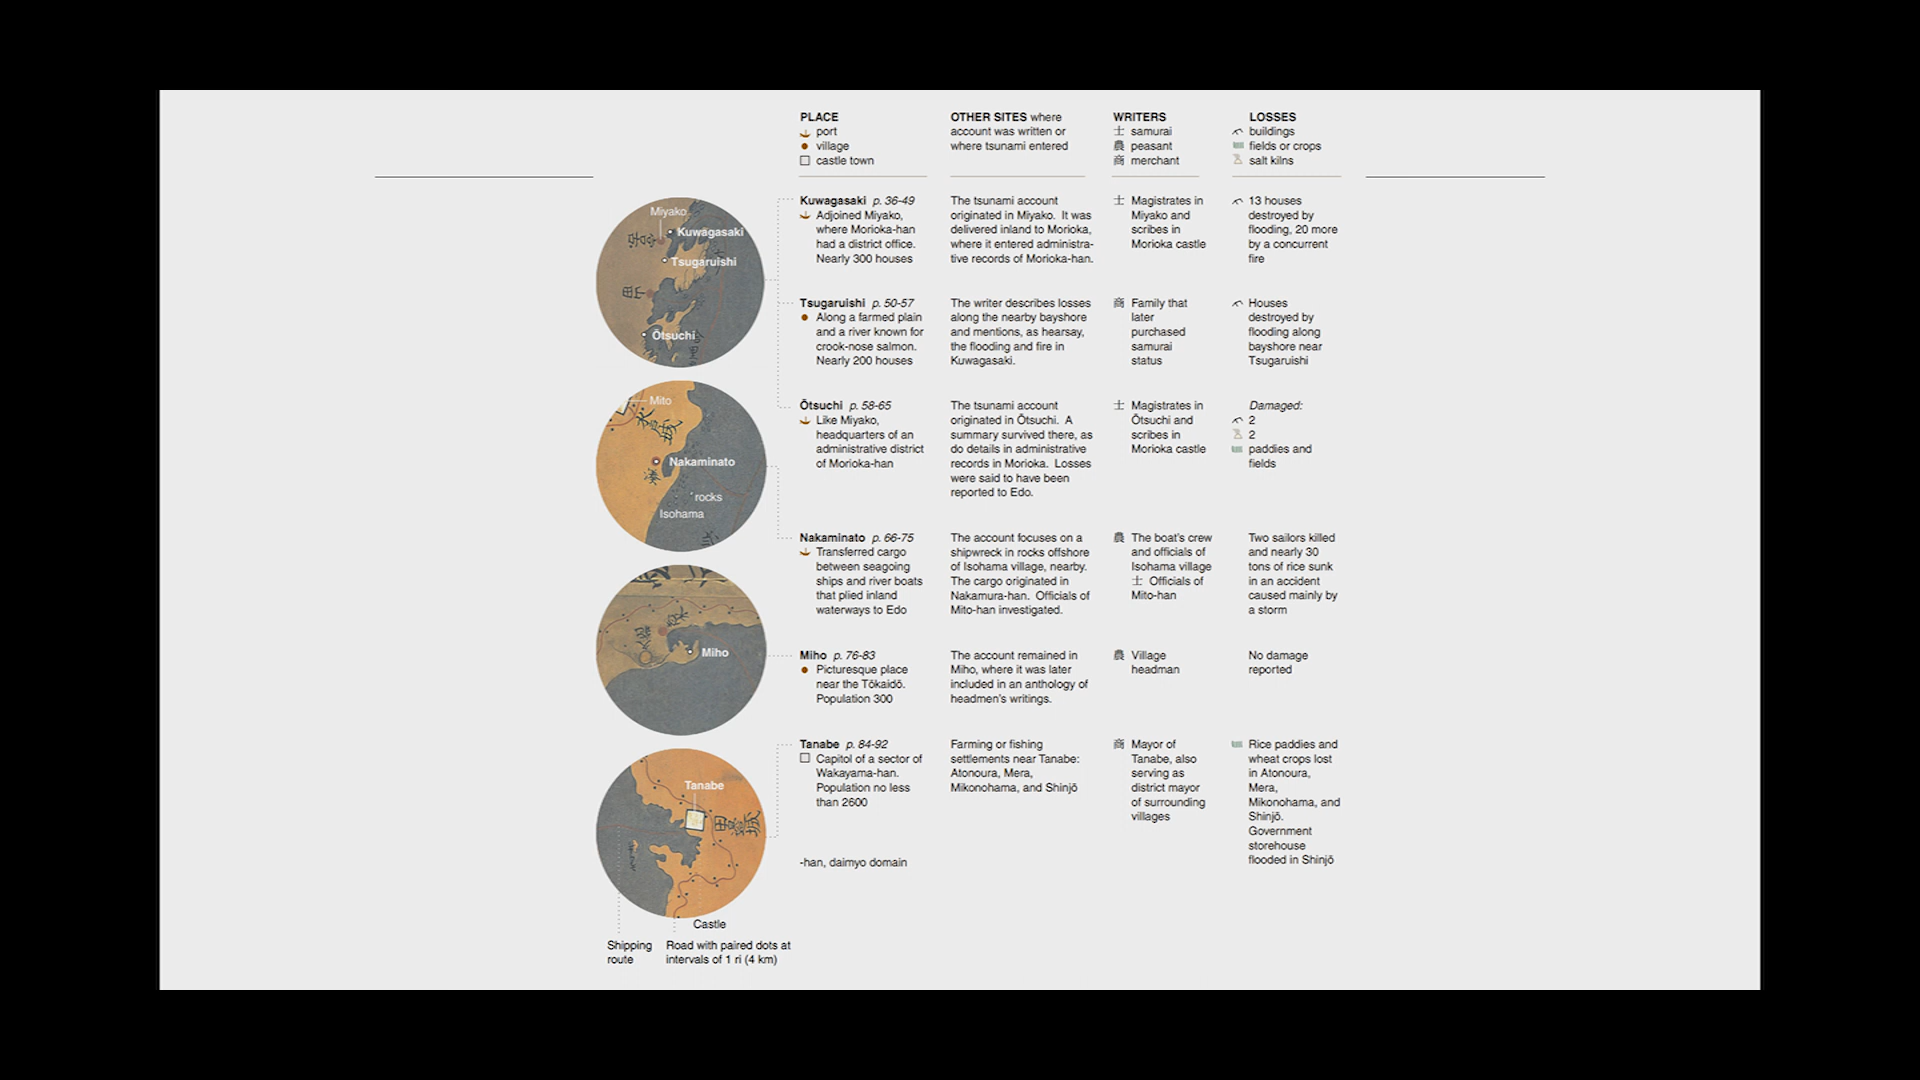 PLACE
port
village
castle town
OTHER SITES where
account was written or
where tsunami entered
WRITERS
士 samurai
農 peasant
商 merchant
LOSSES
buildings
fields or crops
salt kilns
Miyako
Kuwagasaki
Tsugaruishi
Ōtsuchi
Kuwagasaki p. 36-49
Adjoined Miyako,
where Morioka-han
had a district office.
Nearly 300 houses
The tsunami account
originated in Miyako. It was
delivered inland to Morioka,
where it entered administra-
tive records of Morioka-han.
士 Magistrates in
Miyako and
scribes in
Morioka castle
13 houses
destroyed by
flooding, 20 more
by a concurrent
fire
Tsugaruishi p. 50-57
Along a farmed plain
and a river known for
crook-nose salmon.
Nearly 200 houses
The writer describes losses
along the nearby bayshore
and mentions, as hearsay,
the flooding and fire in
Kuwagasaki.
商 Family that
later
purchased
samurai
status
Houses
destroyed by
flooding along
bayshore near
Tsugaruishi
Ōtsuchi p. 58-65
Like Miyako,
headquarters of an
administrative district
of Morioka-han
The tsunami account
originated in Ōtsuchi. A
summary survived there, as
do details in administrative
records in Morioka. Losses
were said to have been
reported to Edo.
士 Magistrates in
Ōtsuchi and
scribes in
Morioka castle
Damaged:
2
2
paddies and
fields
Mito
Nakaminato
rocks
Isohama
Nakaminato p. 66-75
Transferred cargo
between seagoing
ships and river boats
that plied inland
waterways to Edo
The account focuses on a
shipwreck in rocks offshore
of Isohama village, nearby.
The cargo originated in
Nakamura-han. Officials of
Mito-han investigated.
農 The boat's crew
and officials of
Isohama village
士 Officials of
Mito-han
Two sailors killed
and nearly 30
tons of rice sunk
in an accident
caused mainly by
a storm
Miho
Miho p. 76-83
Picturesque place
near the Tōkaidō.
Population 300
The account remained in
Miho, where it was later
included in an anthology of
headmen's writings.
農 Village
headman
No damage
reported
Tanabe
Tanabe p. 84-92
Capitol of a sector of
Wakayama-han.
Population no less
than 2600
Farming or fishing
settlements near Tanabe:
Atonoura, Mera,
Mikonohama, and Shinjō
商 Mayor of
Tanabe, also
serving as
district mayor
of surrounding
villages
Rice paddies and
wheat crops lost
in Atonoura,
Mera,
Mikonohama, and
Shinjō.
Government
storehouse
flooded in Shinjō
-han, daimyo domain
Castle
Shipping
route
Road with paired dots at
intervals of 1 ri (4 km)